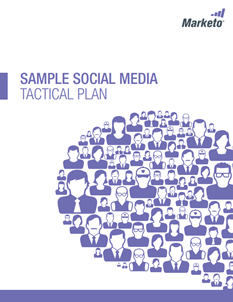 Marketo
SAMPLE SOCIAL MEDIA
TACTICAL PLAN